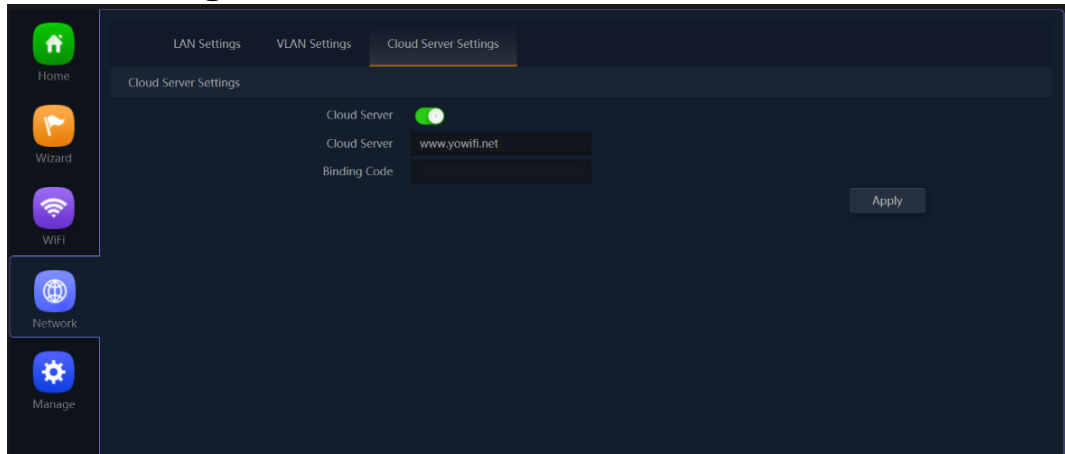 Home
LAN Settings VLAN Settings Cloud Server Settings
Cloud Server Settings
Cloud Server
Cloud Server www.yowifi.net
Binding Code
Apply
Wizard
WiFi
Network
Manage